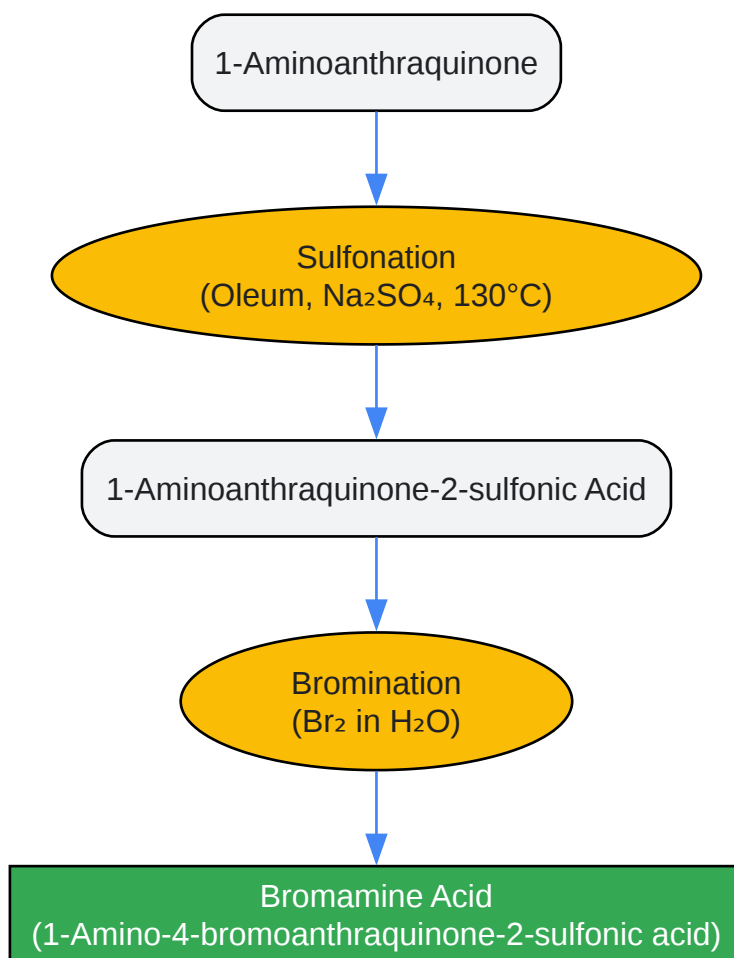 1-Aminoanthraquinone
Sulfonation
(Oleum, Na₂SO₄, 130°C)
1-Aminoanthraquinone-2-sulfonic Acid
Bromination
(Br₂ in H₂O)
Bromamine Acid
(1-Amino-4-bromoanthraquinone-2-sulfonic acid)